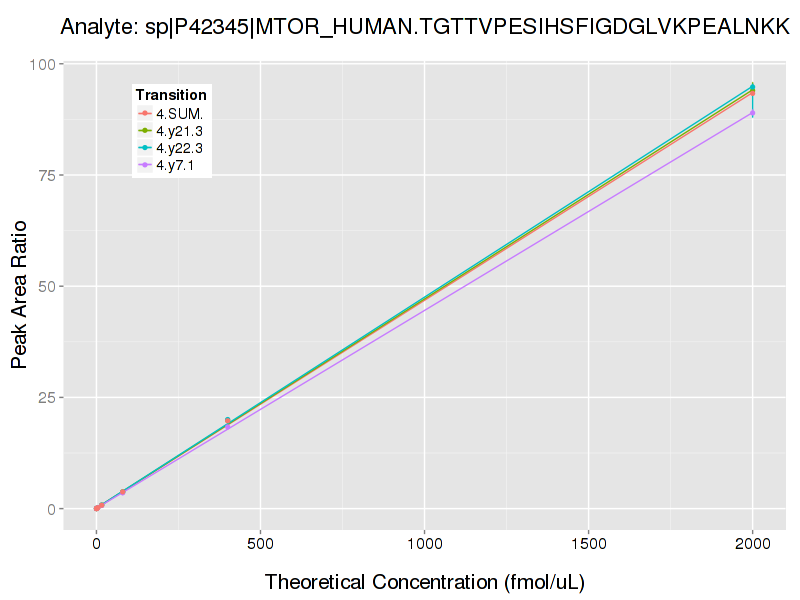 Analyte: sp|P42345|MTOR_HUMAN.TGTTVPESIHSFIGDGLVKPEALNKK
100
75
50
25
0
Peak Area Ratio
Transition
4.SUM.
4.y21.3
4.y22.3
4.y7.1
0 500 1000 1500 2000
Theoretical Concentration (fmol/uL)